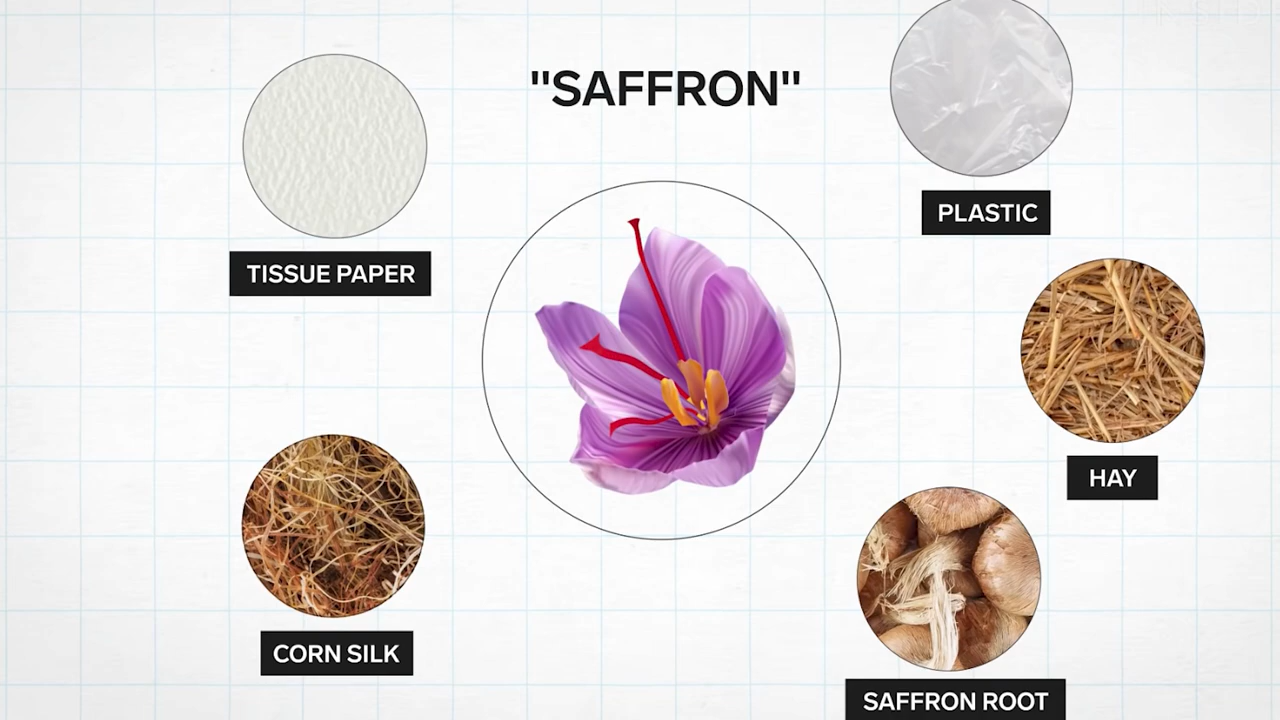 "SAFFRON"
TISSUE PAPER
PLASTIC
HAY
CORN SILK
SAFFRON ROOT